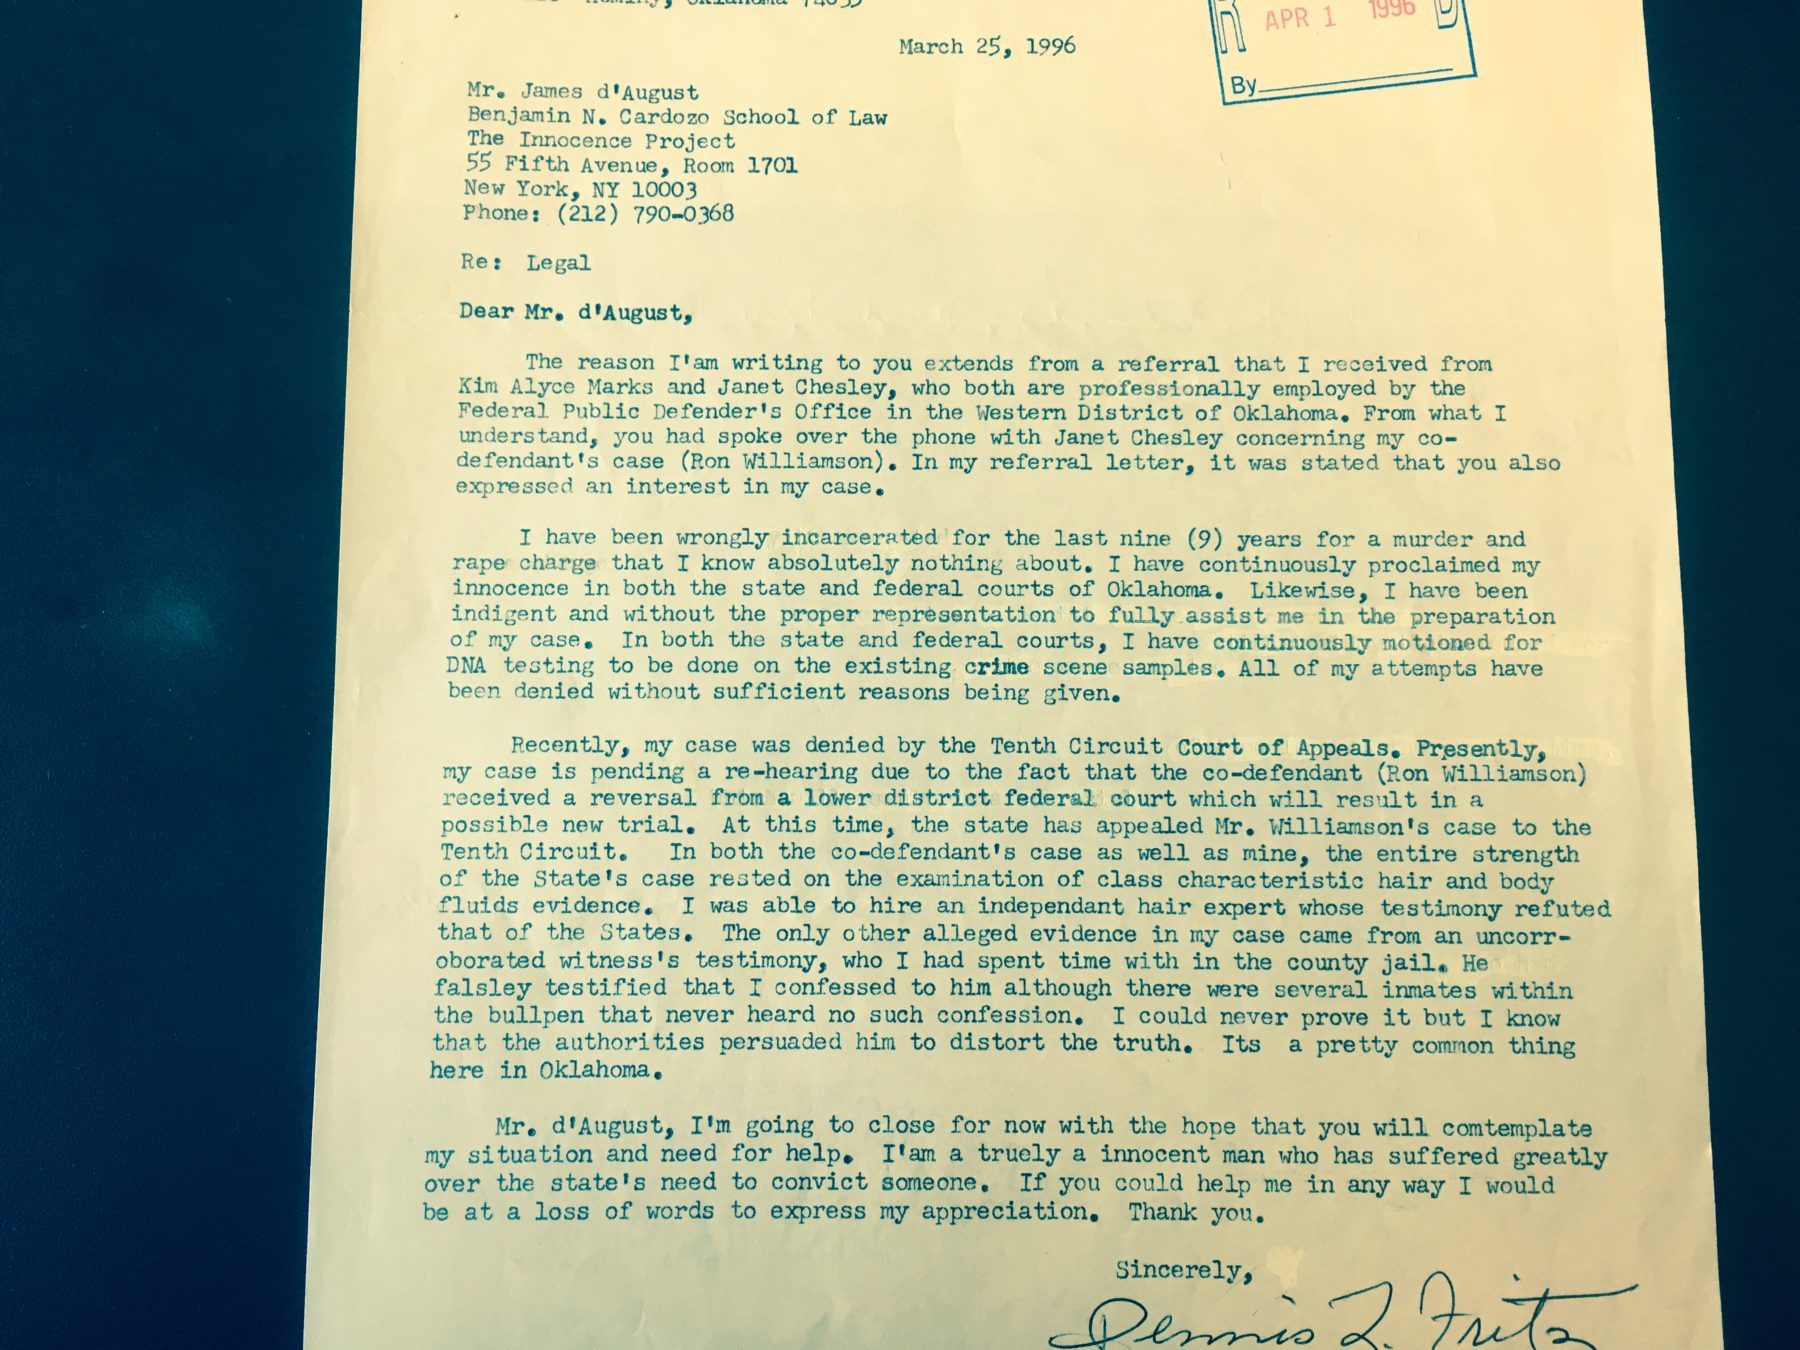 Hominy, Oklahoma 74035
R D
APR 1 1996
By
March 25, 1996
Mr. James d'August
Benjamin N. Cardozo School of Law
The Innocence Project
55 Fifth Avenue, Room 1701
New York, NY 10003
Phone: (212) 790-0368
Re: Legal
Dear Mr. d'August,
The reason I'am writing to you extends from a referral that I received from
Kim Alyce Marks and Janet Chesley, who both are professionally employed by the
Federal Public Defender's Office in the Western District of Oklahoma. From what I
understand, you had spoke over the phone with Janet Chesley concerning my co-
defendant's case (Ron Williamson). In my referral letter, it was stated that you also
expressed an interest in my case.
I have been wrongly incarcerated for the last nine (9) years for a murder and
rape charge that I know absolutely nothing about. I have continuously proclaimed my
innocence in both the state and federal courts of Oklahoma. Likewise, I have been
indigent and without the proper representation to fully assist me in the preparation
of my case. In both the state and federal courts, I have continuously motioned for
DNA testing to be done on the existing crime scene samples. All of my attempts have
been denied without sufficient reasons being given.
Recently, my case was denied by the Tenth Circuit Court of Appeals. Presently,
my case is pending a re-hearing due to the fact that the co-defendant (Ron Williamson)
received a reversal from a lower district federal court which will result in a
possible new trial. At this time, the state has appealed Mr. Williamson's case to the
Tenth Circuit. In both the co-defendant's case as well as mine, the entire strength
of the State's case rested on the examination of class characteristic hair and body
fluids evidence. I was able to hire an independant hair expert whose testimony refuted
that of the States. The only other alleged evidence in my case came from an uncorr-
oborated witness's testimony, who I had spent time with in the county jail. He
falsley testified that I confessed to him although there were several inmates within
the bullpen that never heard no such confession. I could never prove it but I know
that the authorities persuaded him to distort the truth. Its a pretty common thing
here in Oklahoma.
Mr. d'August, I'm going to close for now with the hope that you will comtemplate
my situation and need for help. I'am a truely a innocent man who has suffered greatly
over the state's need to convict someone. If you could help me in any way I would
be at a loss of words to express my appreciation. Thank you.
Sincerely,
Dennis L. Fritz